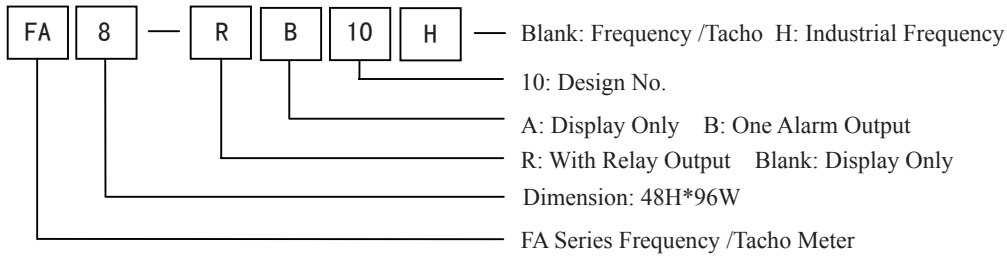 FA 8 — R B 10 H — Blank: Frequency /Tacho H: Industrial Frequency
10: Design No.
A: Display Only B: One Alarm Output
R: With Relay Output Blank: Display Only
Dimension: 48H*96W
FA Series Frequency /Tacho Meter